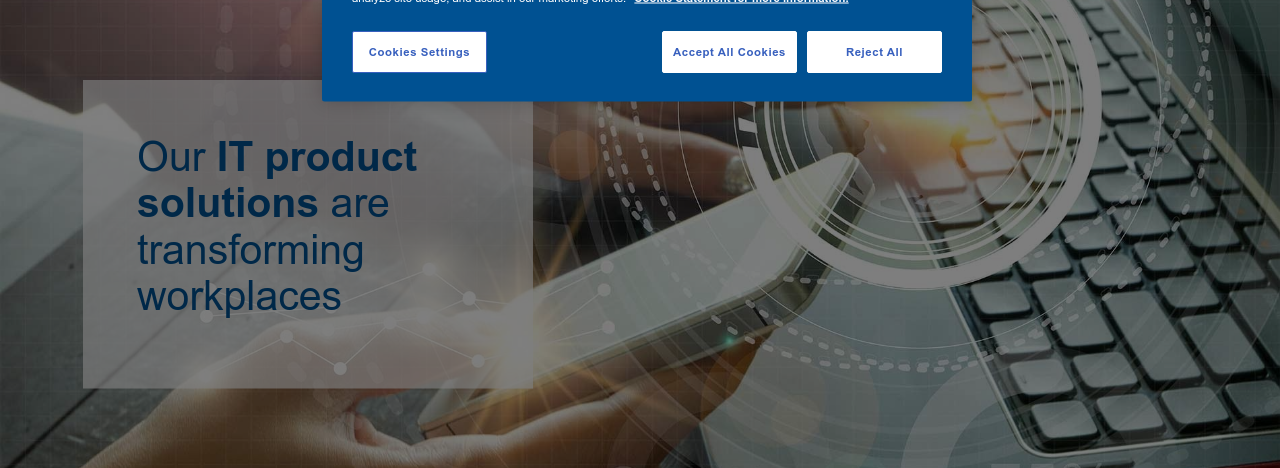 analyze site usage, and assist in our marketing efforts. Cookie Statement for more information.
Cookies Settings
Accept All Cookies
Reject All
Our IT product
solutions are
transforming
workplaces